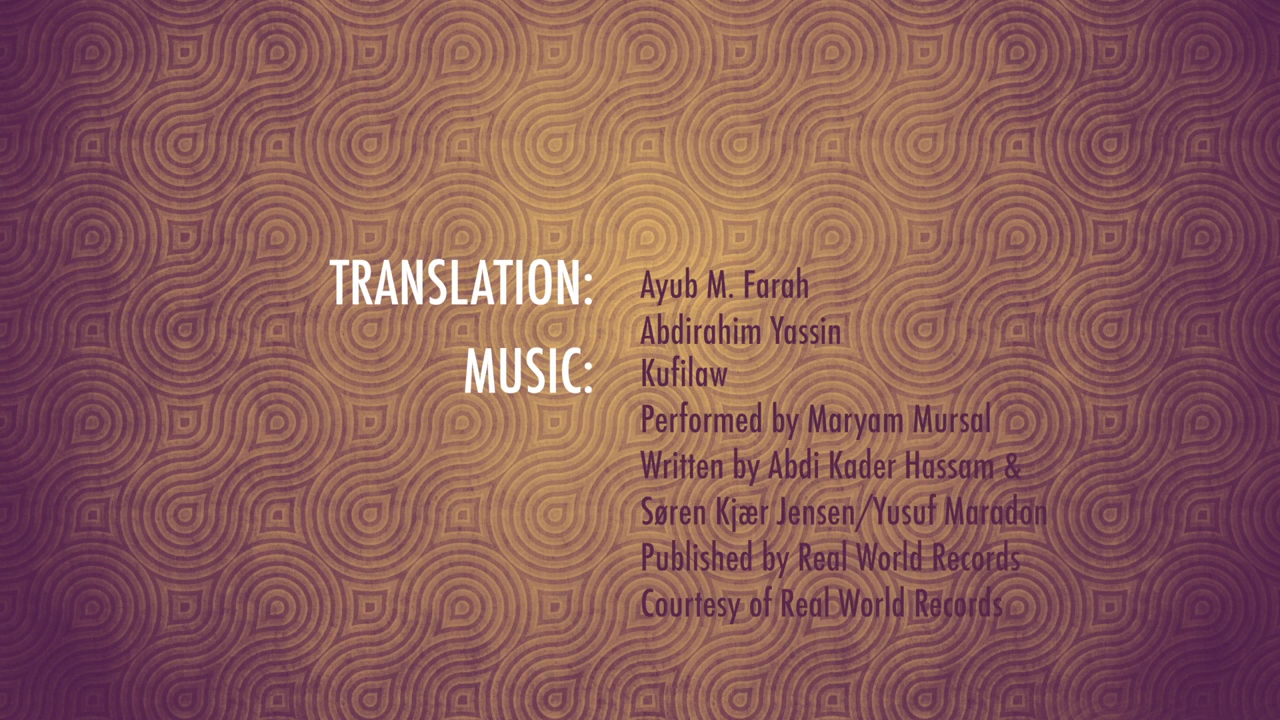 TRANSLATION: Ayub M. Farah
Abdirahim Yassin
MUSIC: Kufilaw
Performed by Maryam Mursal
Written by Abdi Kader Hassam &
Søren Kjær Jensen/Yusuf Maradon
Published by Real World Records
Courtesy of Real World Records